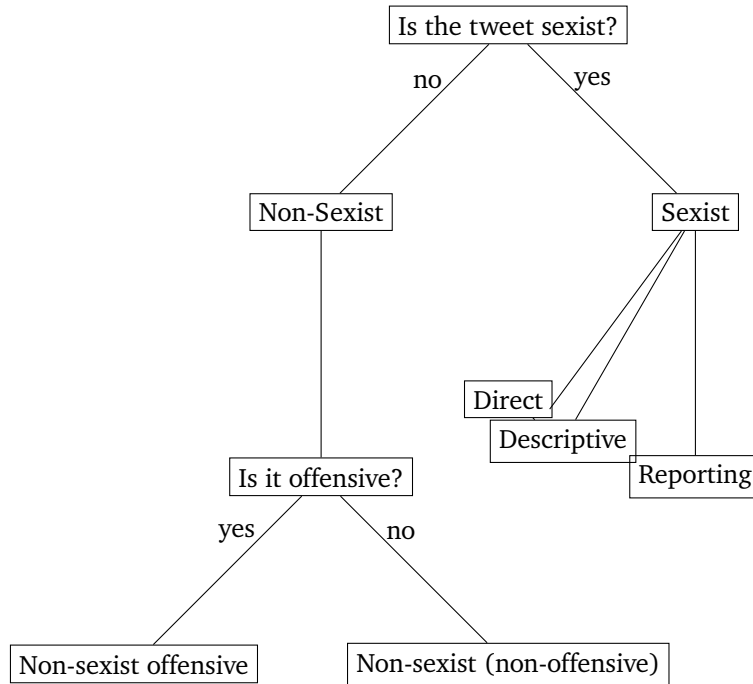 Is the tweet sexist?
no
yes
Non-Sexist
Sexist
Direct
Descriptive
Reporting
Is it offensive?
yes
no
Non-sexist offensive
Non-sexist (non-offensive)